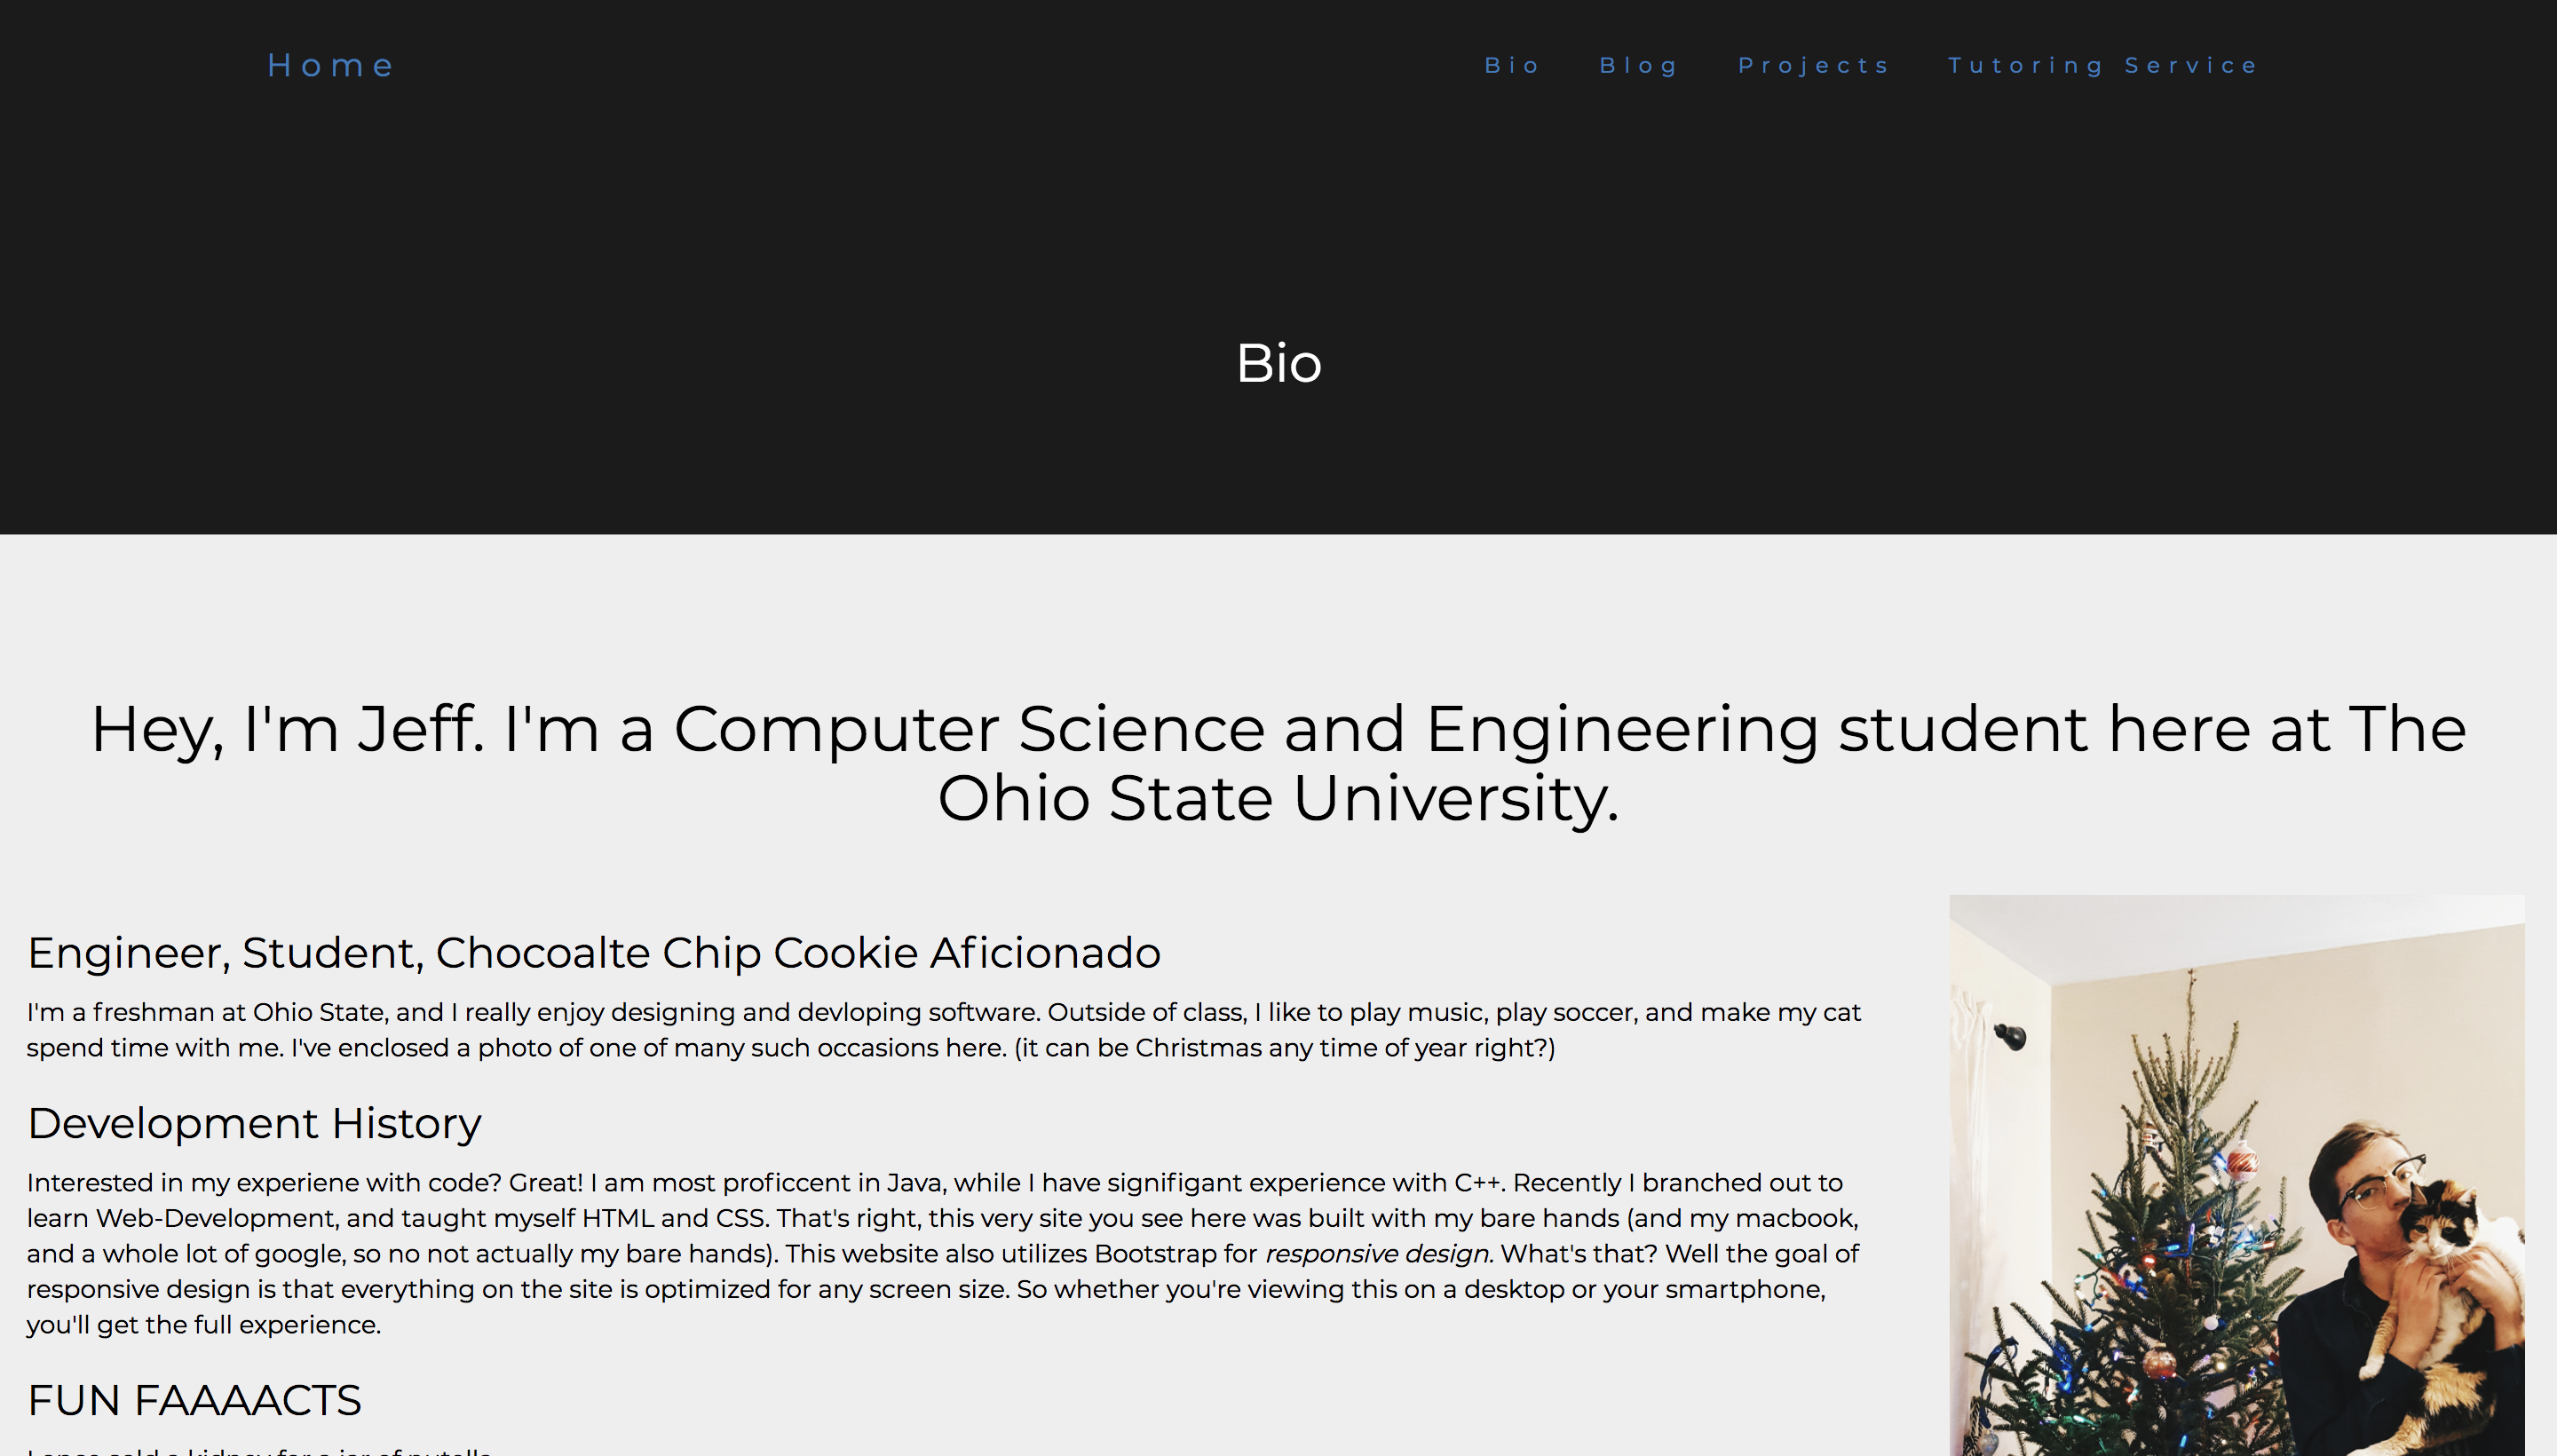 Home
Bio Blog Projects Tutoring Service
Bio
Hey, I'm Jeff. I'm a Computer Science and Engineering student here at The
Ohio State University.
Engineer, Student, Chocoalte Chip Cookie Aficionado
I'm a freshman at Ohio State, and I really enjoy designing and devloping software. Outside of class, I like to play music, play soccer, and make my cat
spend time with me. I've enclosed a photo of one of many such occasions here. (it can be Christmas any time of year right?)
Development History
Interested in my experiene with code? Great! I am most proficcent in Java, while I have signifigant experience with C++. Recently I branched out to
learn Web-Development, and taught myself HTML and CSS. That's right, this very site you see here was built with my bare hands (and my macbook,
and a whole lot of google, so no not actually my bare hands). This website also utilizes Bootstrap for responsive design. What's that? Well the goal of
responsive design is that everything on the site is optimized for any screen size. So whether you're viewing this on a desktop or your smartphone,
you'll get the full experience.
FUN FAAAACTS
I once sold a kidney for a jar of nutella